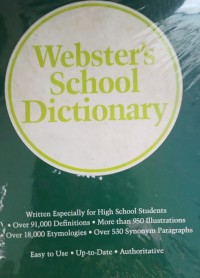 Webster's
School
Dictionary
Written Especially for High School Students
• Over 91,000 Definitions • More than 950 Illustrations
• Over 18,000 Etymologies • Over 530 Synonym Paragraphs
Easy to Use • Up-to-Date • Authoritative